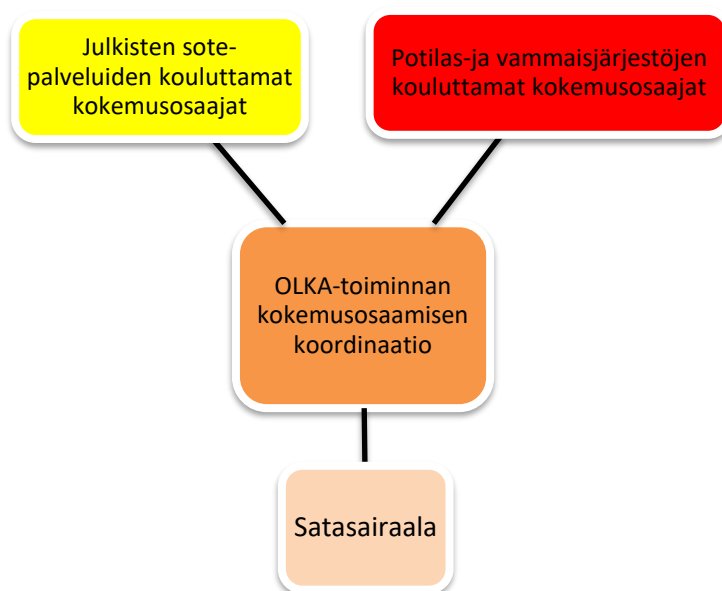 Julkisten sote-
palveluiden kouluttamat
kokemusosaajat
Potilas-ja vammaisjärjestöjen
kouluttamat kokemusosaajat
OLKA-toiminnan
kokemusosaamisen
koordinaatio
Satasairaala